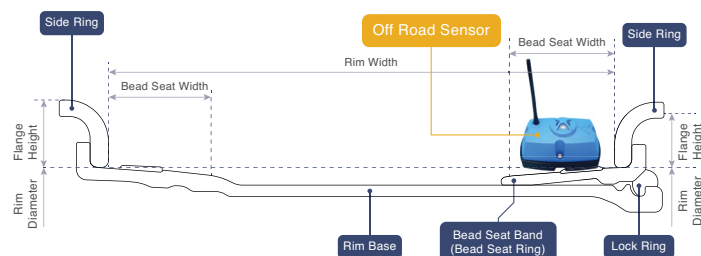 Side Ring
Off Road Sensor
Bead Seat Width
Side Ring
Rim Width
Bead Seat Width
Flange
Height
Flange
Height
Rim
Diameter
Rim
Diameter
Rim Base
Bead Seat Band
(Bead Seat Ring)
Lock Ring